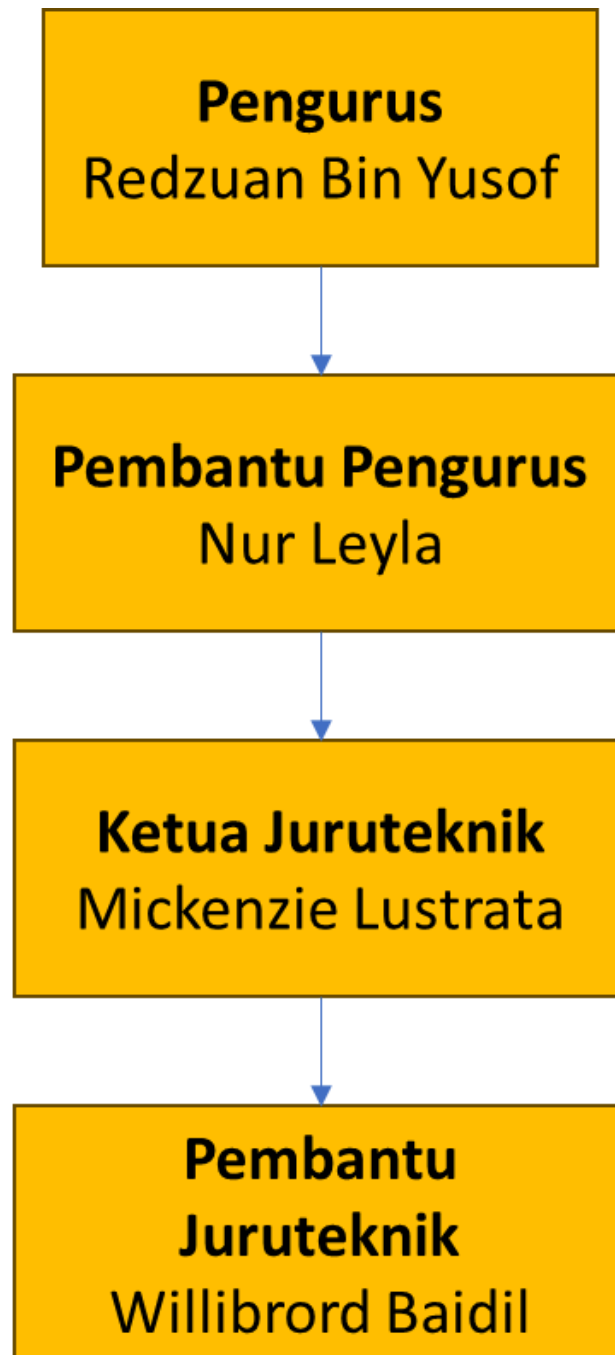 Pengurus
Redzuan Bin Yusof
Pembantu Pengurus
Nur Leyla
Ketua Juruteknik
Mickenzie Lustrata
Pembantu
Juruteknik
Willibrord Baidil